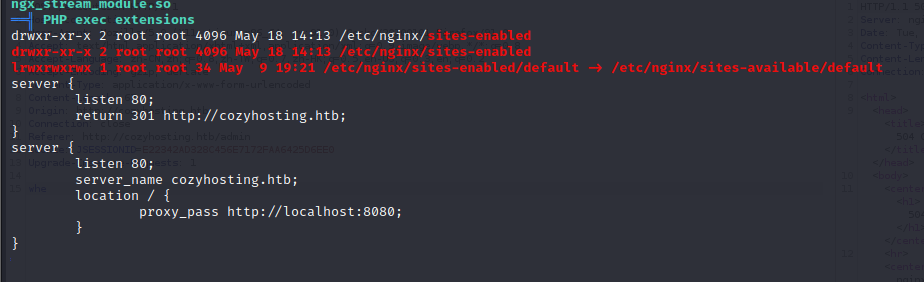 ngx_stream_module.so
══╣ PHP exec extensions
drwxr-xr-x 2 root root 4096 May 18 14:13 /etc/nginx/sites-enabled
drwxr-xr-x 2 root root 4096 May 18 14:13 /etc/nginx/sites-enabled
lrwxrwxrwx 1 root root 34 May  9 19:21 /etc/nginx/sites-enabled/default -> /etc/nginx/sites-available/default
server {
        listen 80;
        return 301 http://cozyhosting.htb;
}
server {
        listen 80;
        server_name cozyhosting.htb;
        location / {
                proxy_pass http://localhost:8080;
        }
}